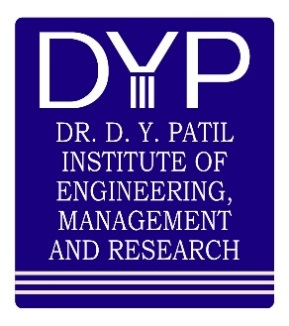 DYP
DR. D. Y. PATIL
INSTITUTE OF
ENGINEERING,
MANAGEMENT
AND RESEARCH